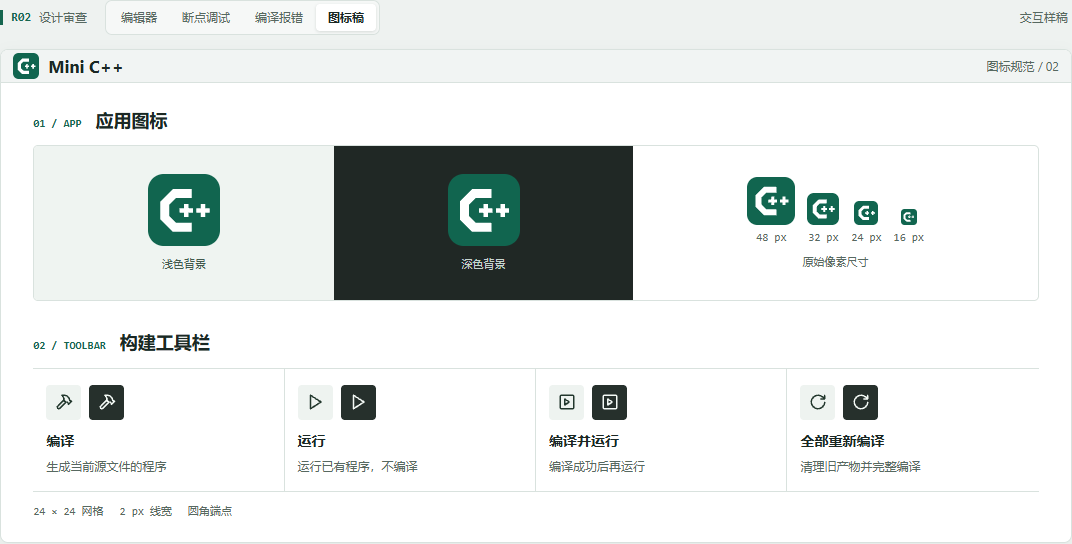 R02 设计审查 编辑器 断点调试 编译报错 图标稿 交互样稿
C++ Mini C++ 图标规范 / 02
01 / APP 应用图标
C++ C++ C++ C++ C++ C++
48 px 32 px 24 px 16 px
浅色背景 深色背景 原始像素尺寸
02 / TOOLBAR 构建工具栏
编译 运行 编译并运行 全部重新编译
生成当前源文件的程序 运行已有程序，不编译 编译成功后再运行 清理旧产物并完整编译
24 × 24 网格 2 px 线宽 圆角端点